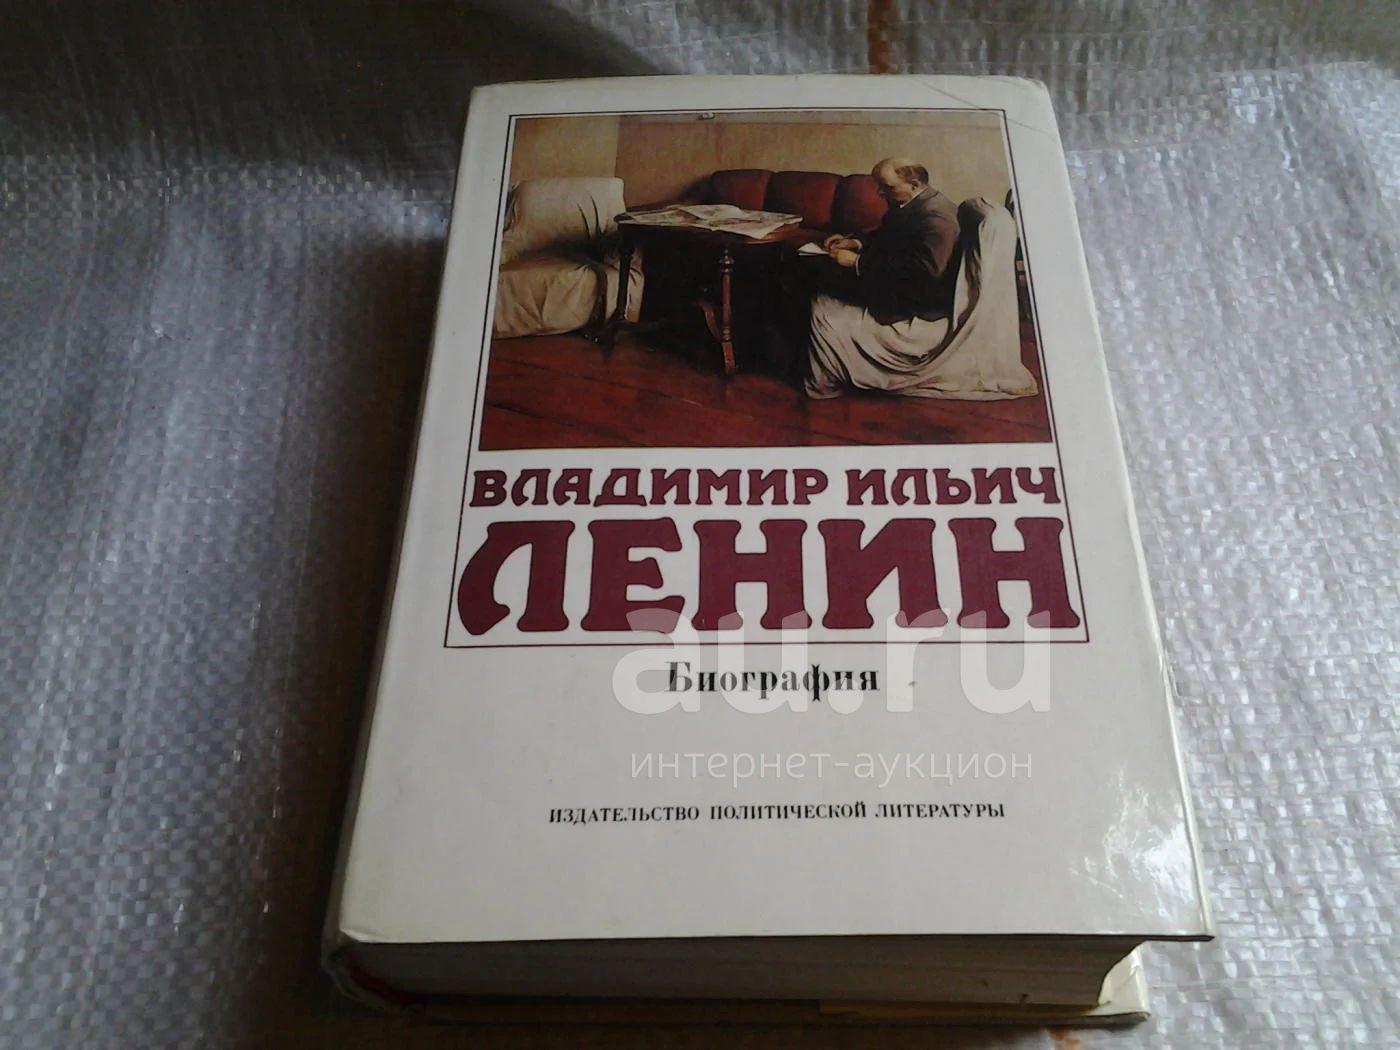 ВЛАДИМИР ИЛЬИЧ
ЛЕНИН
au.ru
Биография
интернет-аукцион
ИЗДАТЕЛЬСТВО ПОЛИТИЧЕСКОЙ ЛИТЕРАТУРЫ